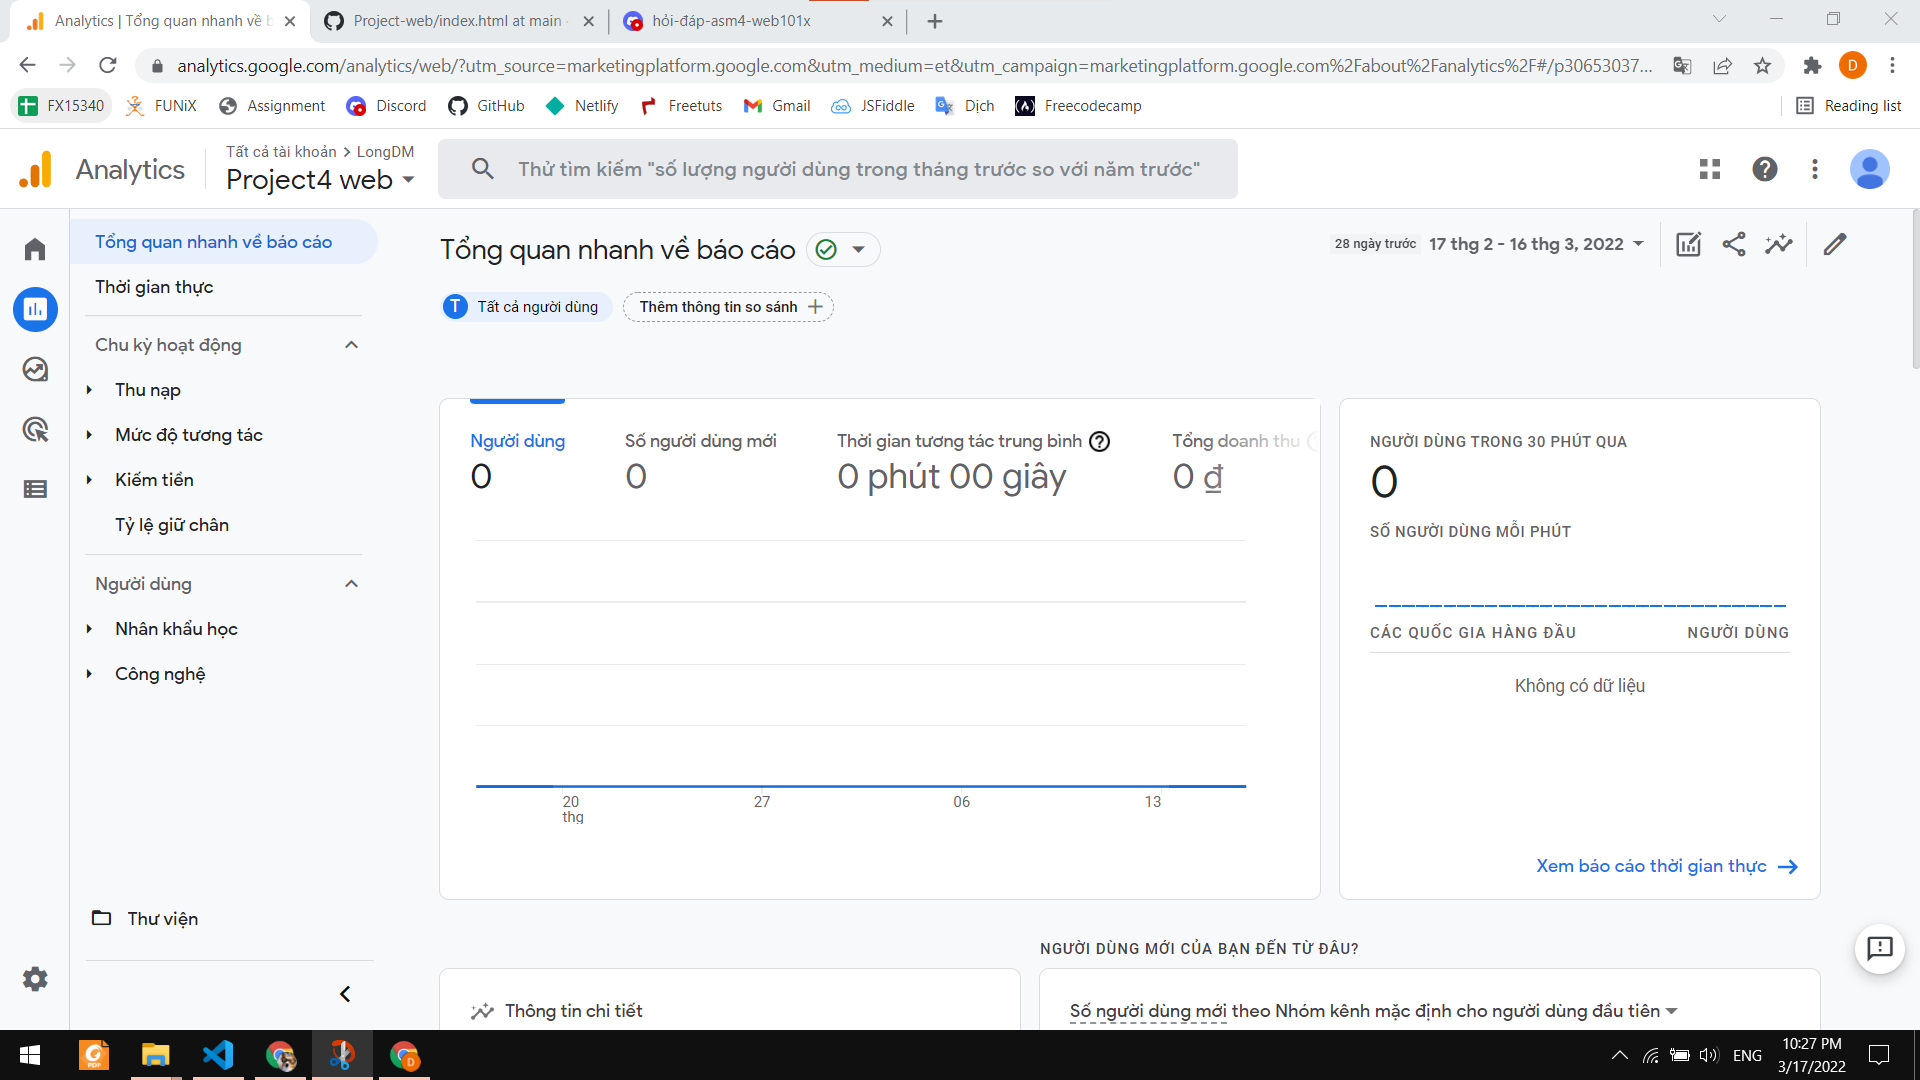 Analytics | Tổng quan nhanh về b
Project-web/index.html at main
hỏi-đáp-asm4-web101x
analytics.google.com/analytics/web/?utm_source=marketingplatform.google.com&utm_medium=et&utm_campaign=marketingplatform.google.com%2Fabout%2Fanalytics%2F#/p30653037...
D
FX15340
FUNiX
Assignment
Discord
GitHub
Netlify
Freetuts
Gmail
JSFiddle
Dịch
Freecodecamp
Reading list
Analytics
Tất cả tài khoản > LongDM
Project4 web
Thử tìm kiếm "số lượng người dùng trong tháng trước so với năm trước"
Tổng quan nhanh về báo cáo
Thời gian thực
Chu kỳ hoạt động
Thu nạp
Mức độ tương tác
Kiếm tiền
Tỷ lệ giữ chân
Người dùng
Nhân khẩu học
Công nghệ
Thư viện
Tổng quan nhanh về báo cáo
28 ngày trước 17 thg 2 - 16 thg 3, 2022
T Tất cả người dùng
Thêm thông tin so sánh
Người dùng
0
Số người dùng mới
0
Thời gian tương tác trung bình
0 phút 00 giây
Tổng doanh thu
0 ₫
20
thg
27
06
13
NGƯỜI DÙNG TRONG 30 PHÚT QUA
0
SỐ NGƯỜI DÙNG MỖI PHÚT
CÁC QUỐC GIA HÀNG ĐẦU
NGƯỜI DÙNG
Không có dữ liệu
Xem báo cáo thời gian thực
NGƯỜI DÙNG MỚI CỦA BẠN ĐẾN TỪ ĐÂU?
Thông tin chi tiết
Số người dùng mới theo Nhóm kênh mặc định cho người dùng đầu tiên
PDF
D
ENG
10:27 PM
3/17/2022